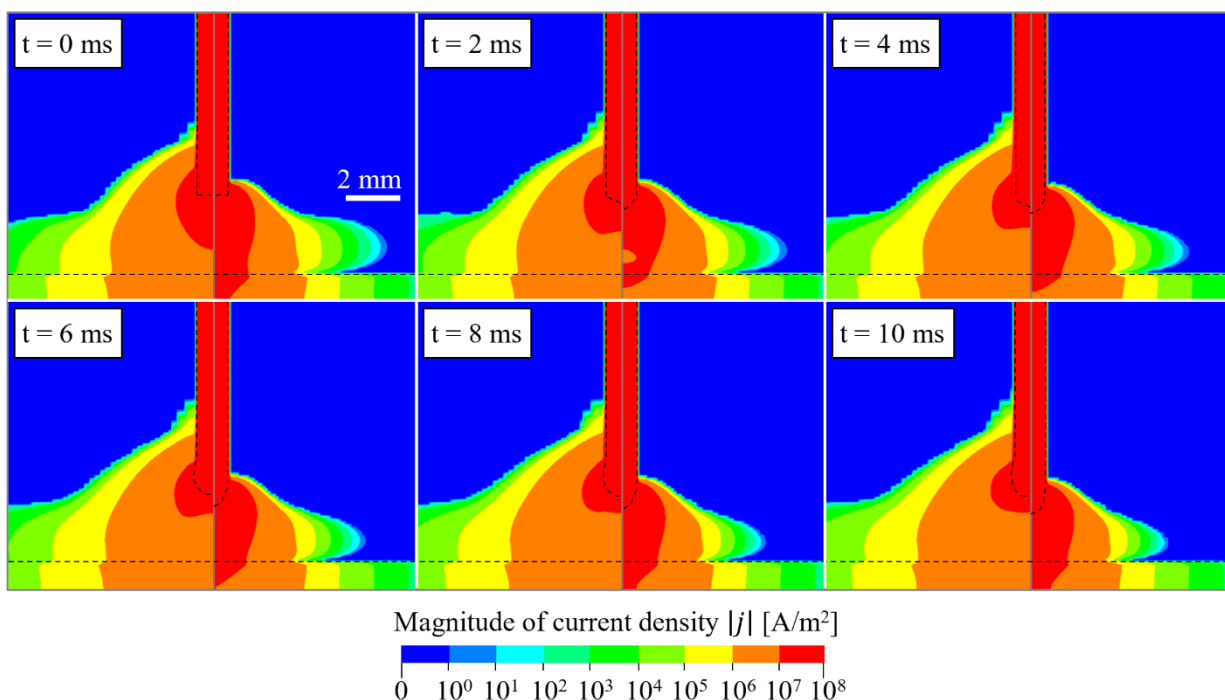 t = 0 ms
t = 2 ms
t = 4 ms
2 mm
t = 6 ms
t = 8 ms
t = 10 ms
Magnitude of current density |j| [A/m²]
0 10⁰ 10¹ 10² 10³ 10⁴ 10⁵ 10⁶ 10⁷ 10⁸